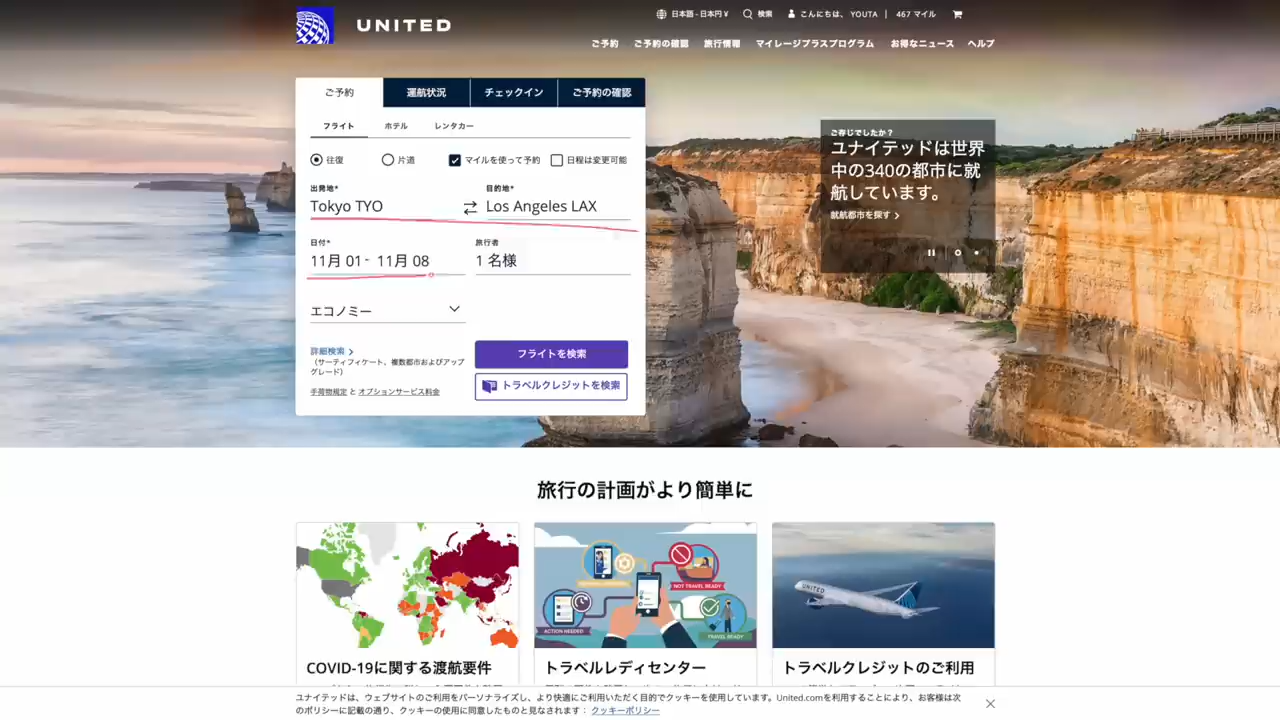 UNITED
日本語 - 日本円 ¥
検索
こんにちは、 YOUTA | 467 マイル
ご予約 ご予約の確認 旅行情報 マイレージプラスプログラム お得なニュース ヘルプ
ご予約 運航状況 チェックイン ご予約の確認
フライト ホテル レンタカー
往復 片道 マイルを使って予約 日程は変更可能
出発地* 目的地*
Tokyo TYO Los Angeles LAX
日付* 旅行者
11月 01 - 11月 08 1 名様
エコノミー
詳細検索
(サーティフィケート、複数都市およびアップ
グレード)
手荷物規定 と オプションサービス料金
フライトを検索
トラベルクレジットを検索
ご存じでしたか？
ユナイテッドは世界
中の340の都市に就
航しています。
就航都市を探す
旅行の計画がより簡単に
NOT TRAVEL READY
ACTION NEEDED
TRAVEL READY
UNITED
COVID-19に関する渡航要件
トラベルレディセンター
トラベルクレジットのご利用
ユナイテッドは、ウェブサイトのご利用をパーソナライズし、より快適にご利用いただく目的でクッキーを使用しています。United.comを利用することにより、お客様は次
のポリシーに記載の通り、クッキーの使用に同意したものと見なされます： クッキーポリシー